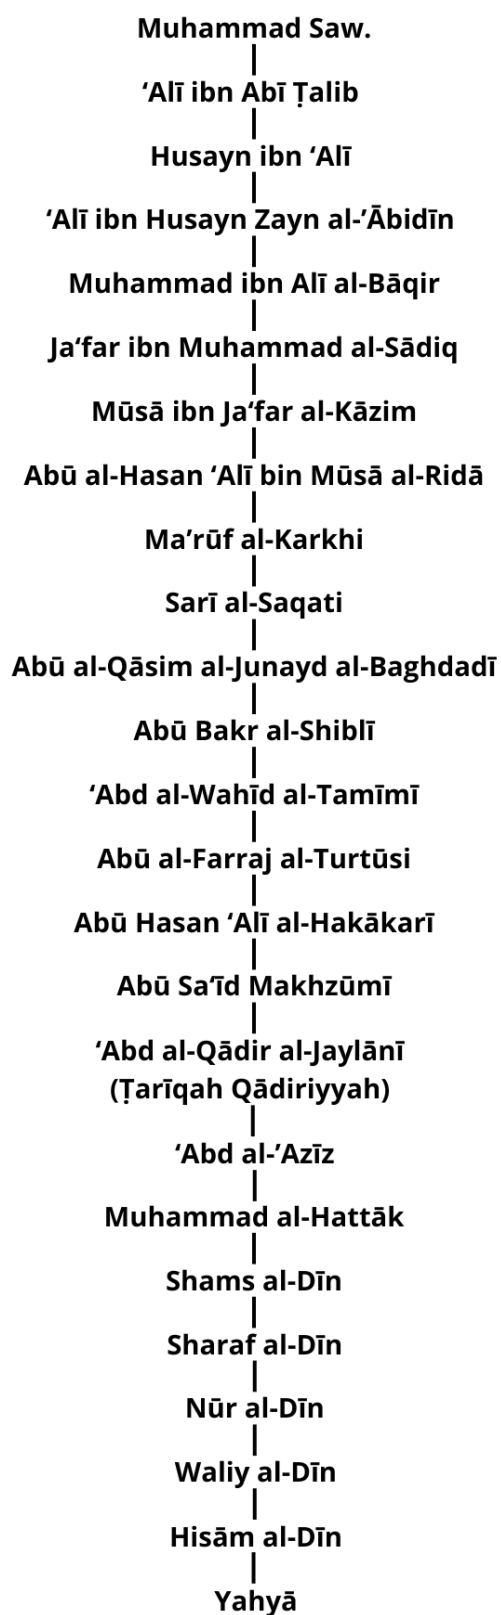 Muhammad Saw.
‘Alī ibn Abī Ṭalib
Husayn ibn ‘Alī
‘Alī ibn Husayn Zayn al-’Ābidīn
Muhammad ibn Alī al-Bāqir
Ja‘far ibn Muhammad al-Sādiq
Mūsā ibn Ja‘far al-Kāzim
Abū al-Hasan ‘Alī bin Mūsā al-Ridā
Ma’rūf al-Karkhi
Sarī al-Saqati
Abū al-Qāsim al-Junayd al-Baghdadī
Abū Bakr al-Shiblī
‘Abd al-Wahīd al-Tamīmī
Abū al-Farraj al-Turtūsi
Abū Hasan ‘Alī al-Hakākarī
Abū Sa‘īd Makhzūmī
‘Abd al-Qādir al-Jaylānī
(Ṭarīqah Qādiriyyah)
‘Abd al-’Azīz
Muhammad al-Hattāk
Shams al-Dīn
Sharaf al-Dīn
Nūr al-Dīn
Waliy al-Dīn
Hisām al-Dīn
Yahyā